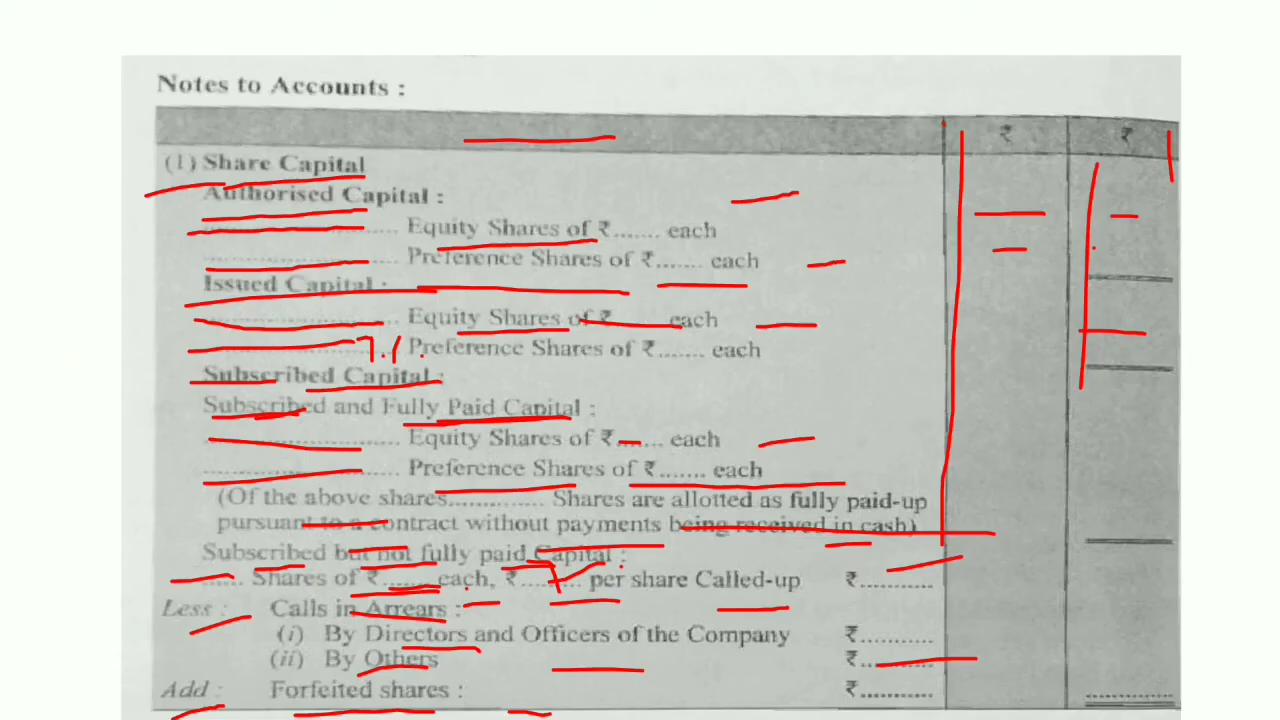 Notes to Accounts :
₹ ₹
(1) Share Capital
Authorised Capital :
.......................... Equity Shares of ₹....... each
.......................... Preference Shares of ₹....... each
Issued Capital :
.......................... Equity Shares of ₹....... each
.......................... Preference Shares of ₹....... each
Subscribed Capital :
Subscribed and Fully Paid Capital :
.......................... Equity Shares of ₹....... each
.......................... Preference Shares of ₹....... each
(Of the above shares.............. Shares are allotted as fully paid-up
pursuant to a contract without payments being received in cash)
Subscribed but not fully paid Capital :
...... Shares of ₹....... each, ₹........... per share Called-up ₹...........
Less : Calls in Arrears :
(i) By Directors and Officers of the Company ₹...........
(ii) By Others ₹...........
Add : Forfeited shares : ₹........... ..............